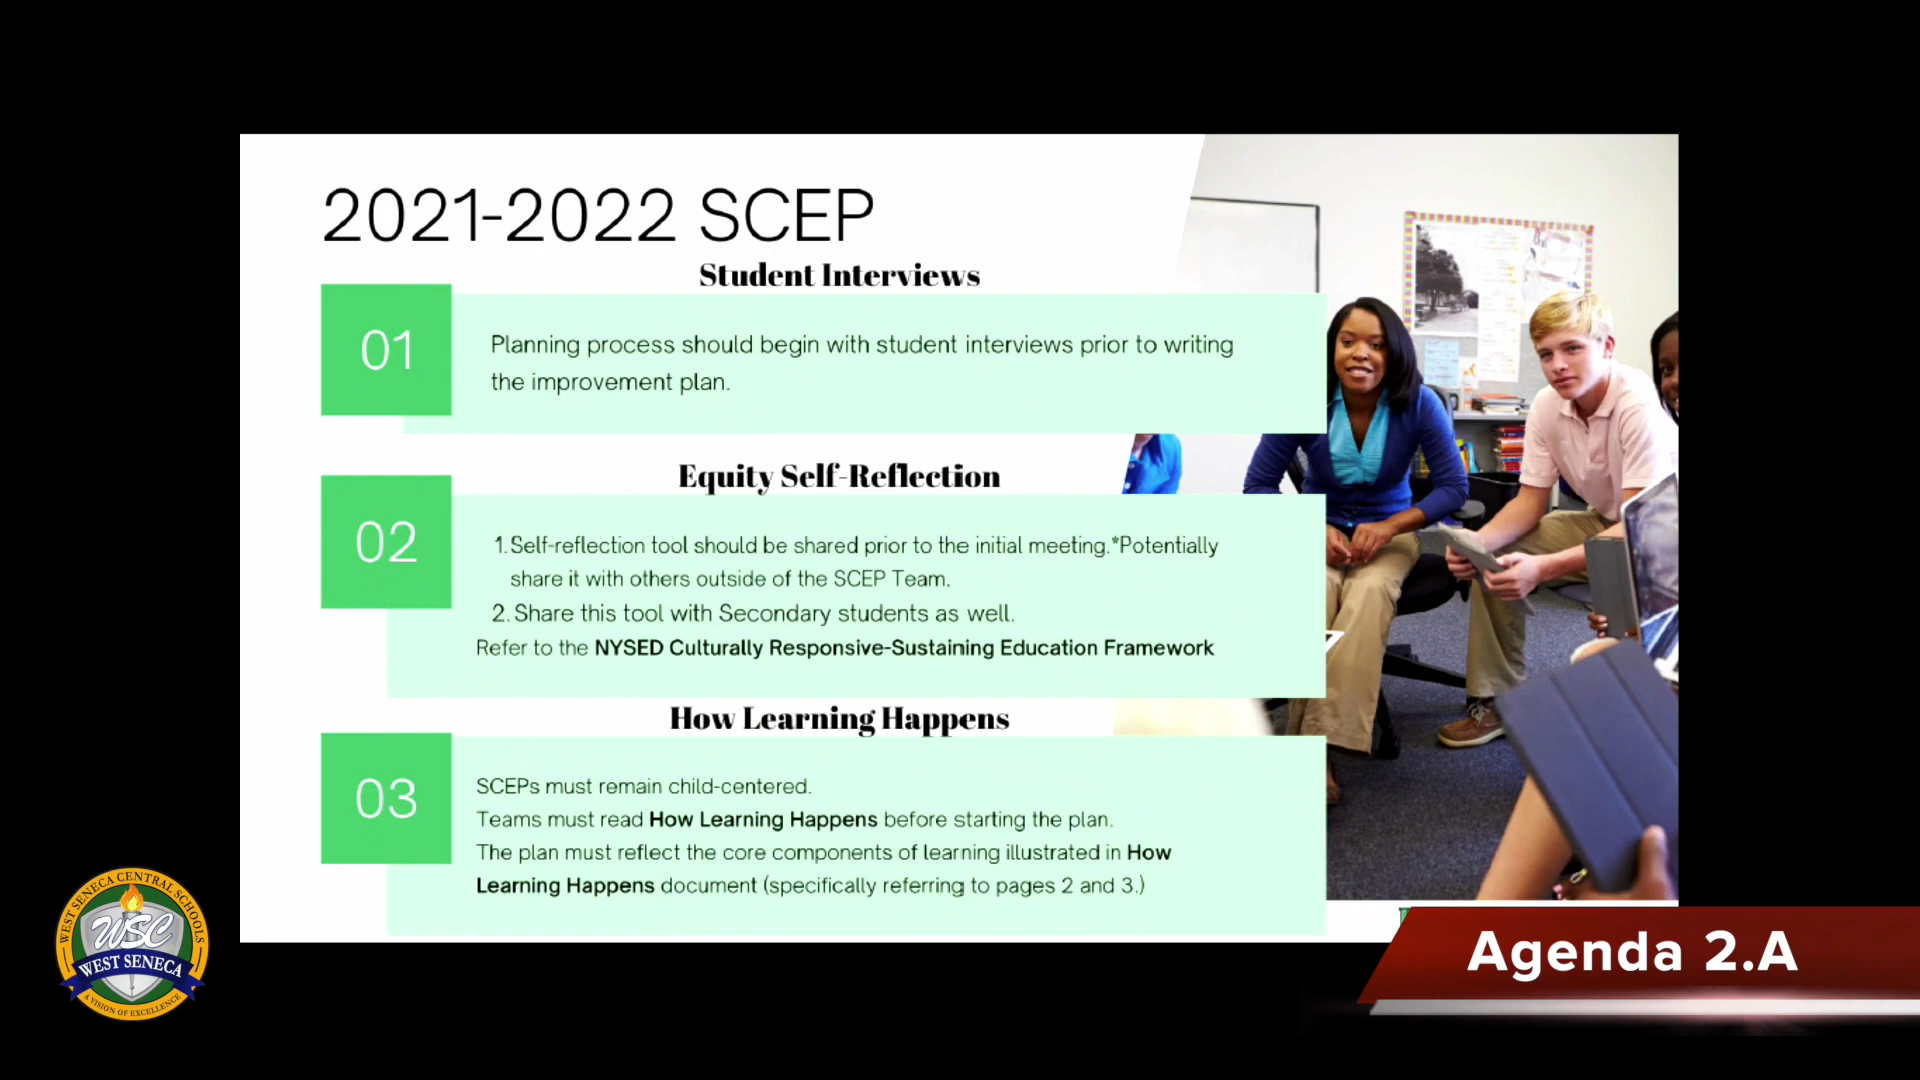 2021-2022 SCEP
Student Interviews
01
Planning process should begin with student interviews prior to writing
the improvement plan.
Equity Self-Reflection
02
1. Self-reflection tool should be shared prior to the initial meeting.*Potentially
share it with others outside of the SCEP Team.
2. Share this tool with Secondary students as well.
Refer to the NYSED Culturally Responsive-Sustaining Education Framework
How Learning Happens
03
SCEPs must remain child-centered.
Teams must read How Learning Happens before starting the plan.
The plan must reflect the core components of learning illustrated in How
Learning Happens document (specifically referring to pages 2 and 3.)
WEST SENECA CENTRAL SCHOOLS
WSC
WEST SENECA
A VISION OF EXCELLENCE
Agenda 2.A